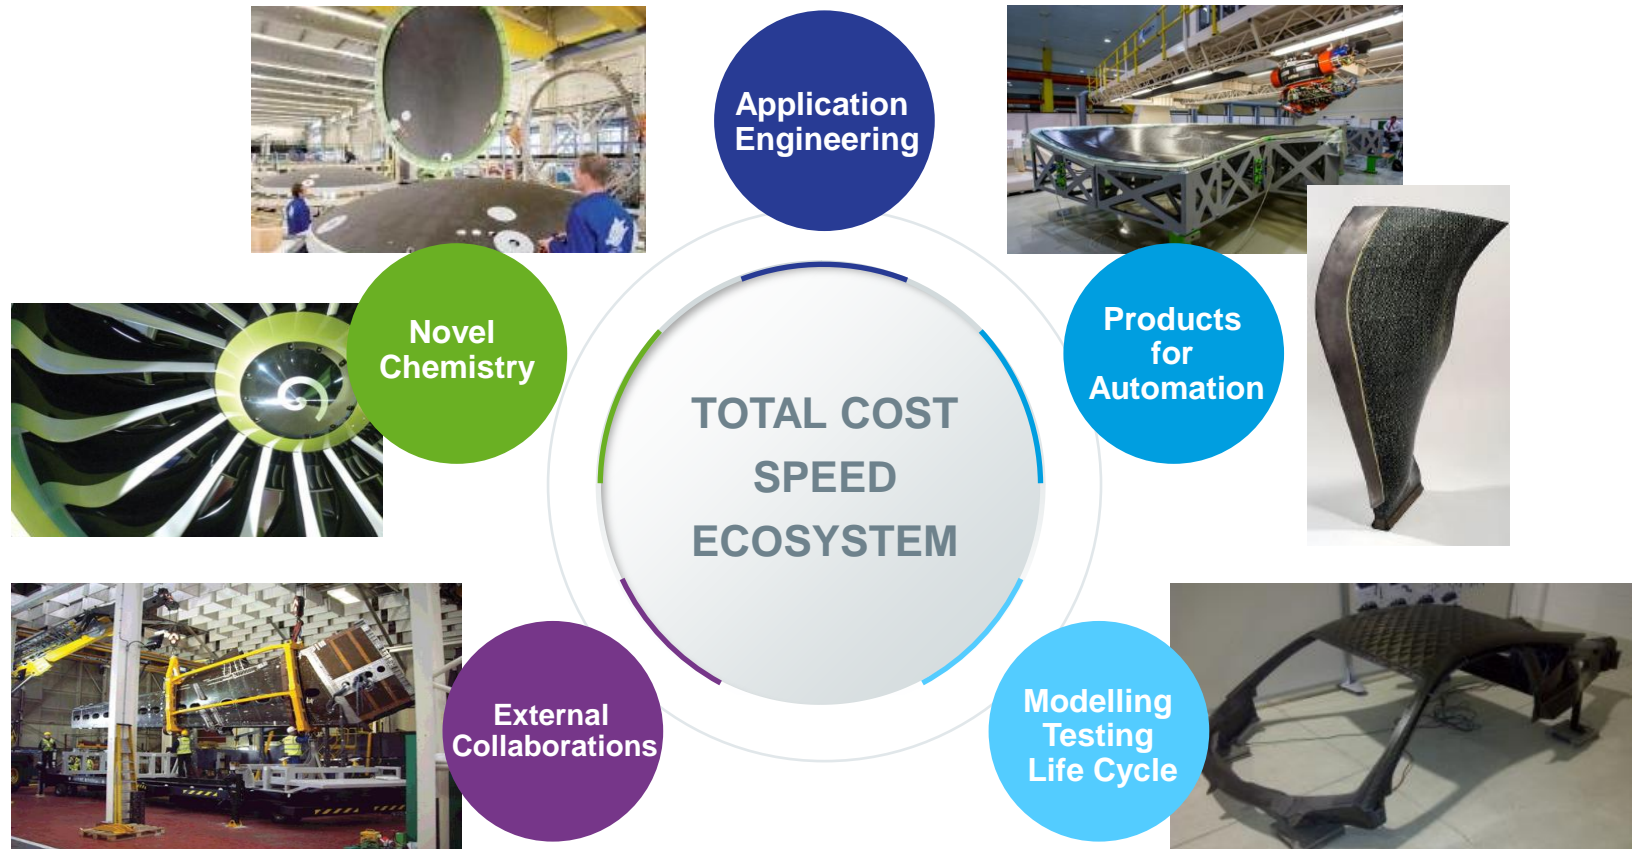 Application
Engineering
Novel
Chemistry
Products
for
Automation
TOTAL COST
SPEED
ECOSYSTEM
External
Collaborations
Modelling
Testing
Life Cycle